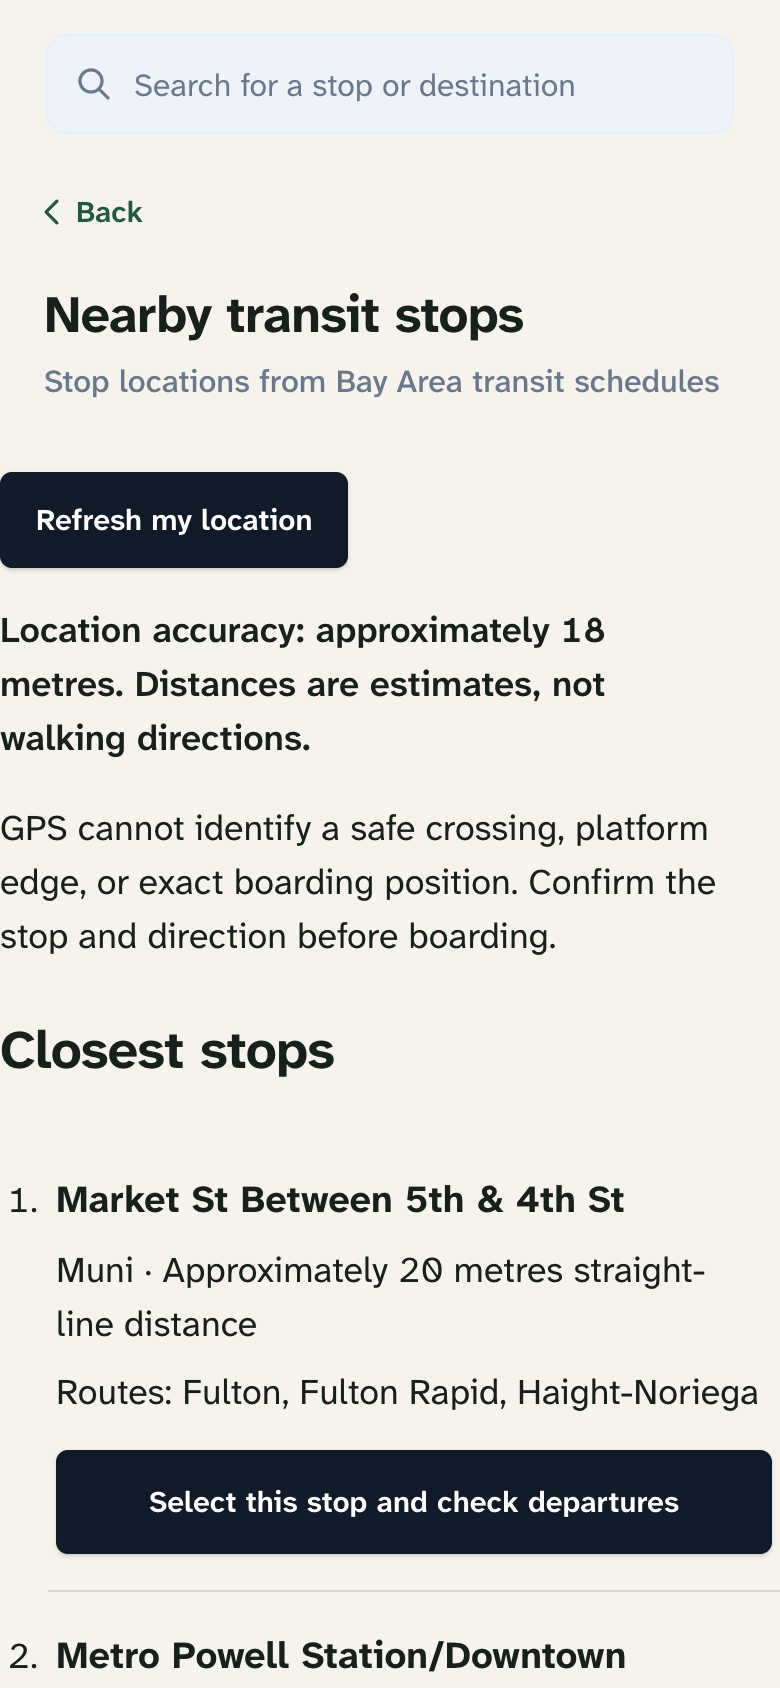 Search for a stop or destination
Back
Nearby transit stops
Stop locations from Bay Area transit schedules
Refresh my location
Location accuracy: approximately 18
metres. Distances are estimates, not
walking directions.
GPS cannot identify a safe crossing, platform
edge, or exact boarding position. Confirm the
stop and direction before boarding.
Closest stops
1. Market St Between 5th & 4th St
Muni · Approximately 20 metres straight-
line distance
Routes: Fulton, Fulton Rapid, Haight-Noriega
Select this stop and check departures
2. Metro Powell Station/Downtown